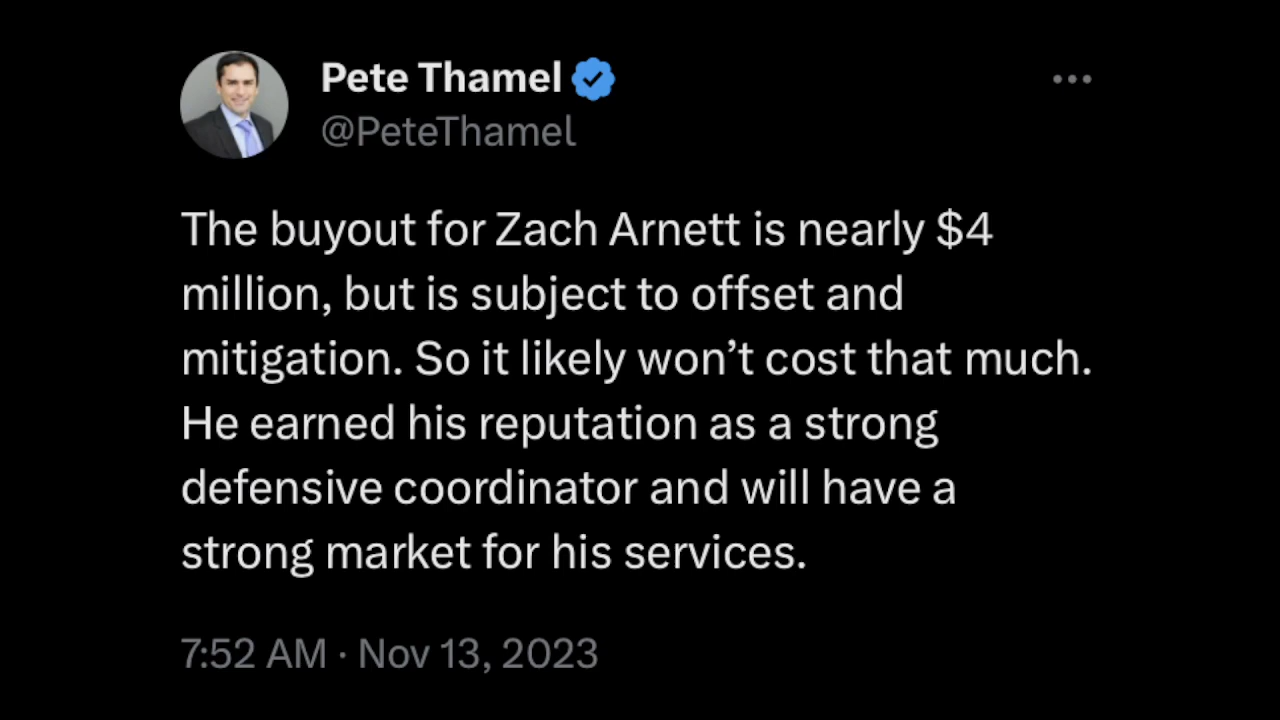 Pete Thamel
@PeteThamel
The buyout for Zach Arnett is nearly $4
million, but is subject to offset and
mitigation. So it likely won’t cost that much.
He earned his reputation as a strong
defensive coordinator and will have a
strong market for his services.
7:52 AM · Nov 13, 2023